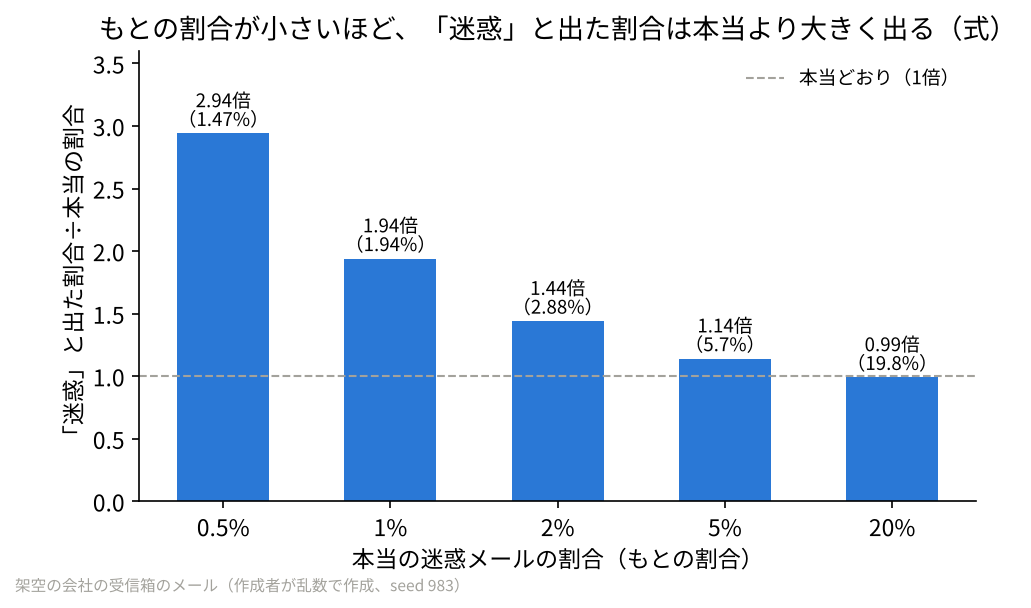 もとの割合が小さいほど、「迷惑」と出た割合は本当より大きく出る（式）
本当どおり（1倍）
「迷惑」と出た割合÷本当の割合
3.5
3.0
2.5
2.0
1.5
1.0
0.5
0.0
2.94倍
（1.47%）
1.94倍
（1.94%）
1.44倍
（2.88%）
1.14倍
（5.7%）
0.99倍
（19.8%）
0.5%
1%
2%
5%
20%
本当の迷惑メールの割合（もとの割合）
架空の会社の受信箱のメール（作成者が乱数で作成、seed 983）